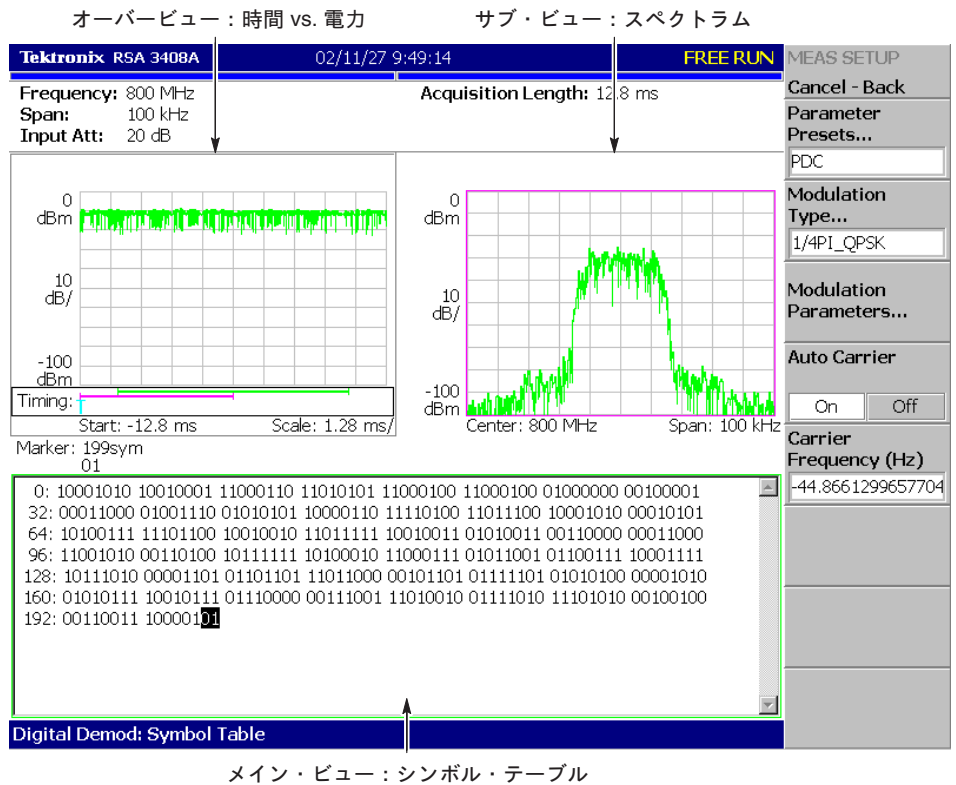 オーバービュー：時間 vs. 電力
サブ・ビュー：スペクトラム
Tektronix RSA 3408A 02/11/27 9:49:14 FREE RUN
MEAS SETUP
Cancel - Back
Frequency: 800 MHz
Acquisition Length: 12.8 ms
Span: 100 kHz
Input Att: 20 dB
Parameter
Presets...
PDC
Modulation
Type...
1/4PI_QPSK
Modulation
Parameters...
Auto Carrier
On Off
Carrier
Frequency (Hz)
-44.8661299657704
0
dBm
10
dB/
-100
dBm
Timing:
Start: -12.8 ms Scale: 1.28 ms/
0
dBm
10
dB/
-100
dBm
Center: 800 MHz Span: 100 kHz
Marker: 199sym
01
0: 10001010 10010001 11000110 11010101 11000100 11000100 01000000 00100001
32: 00011000 01001110 01010101 10000110 11110100 11011100 10001010 00010101
64: 10100111 11101100 10010010 11011111 10010011 01010011 00110000 00011000
96: 11001010 00110100 10111111 10100010 11000111 01011001 01100111 10001111
128: 10111010 00001101 01101101 11011000 00101101 01111101 01010100 00001010
160: 01010111 10010111 01110000 00111001 11010010 01111010 11101010 00100100
192: 00110011 10000101
Digital Demod: Symbol Table
メイン・ビュー：シンボル・テーブル